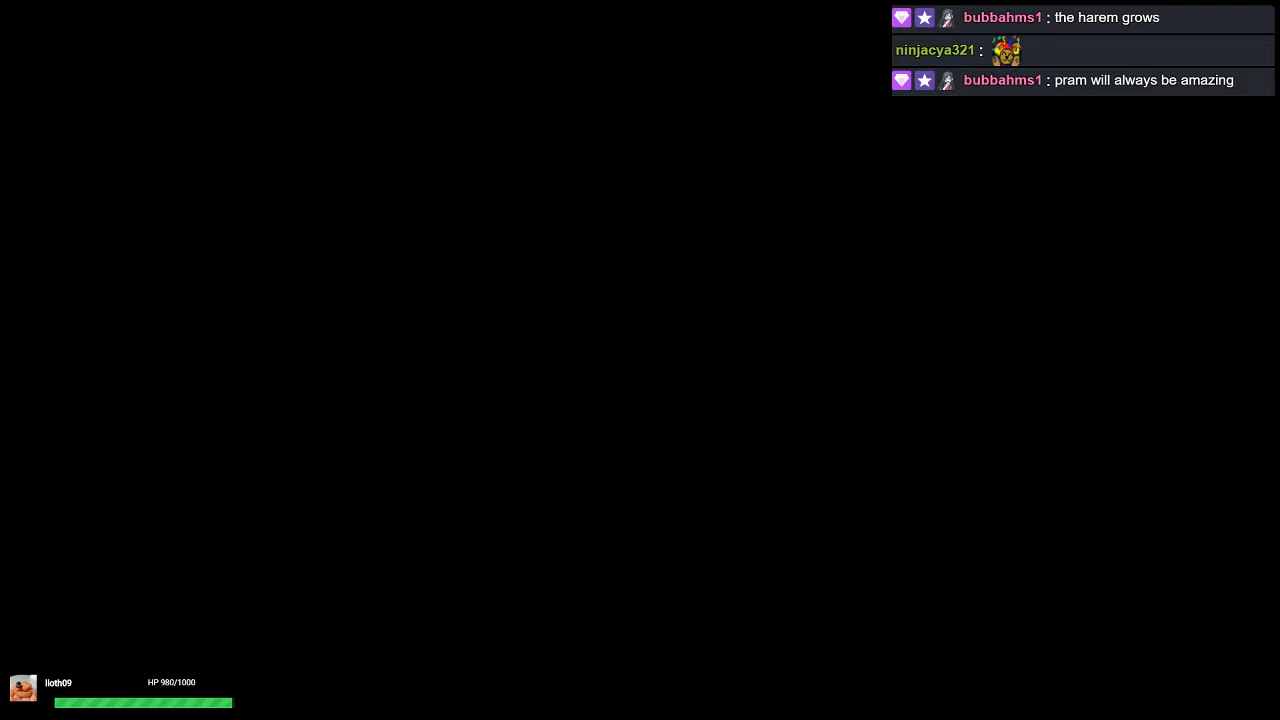 bubbahms1 : the harem grows
ninjacya321 :
bubbahms1 : pram will always be amazing
lioth09 HP 980/1000